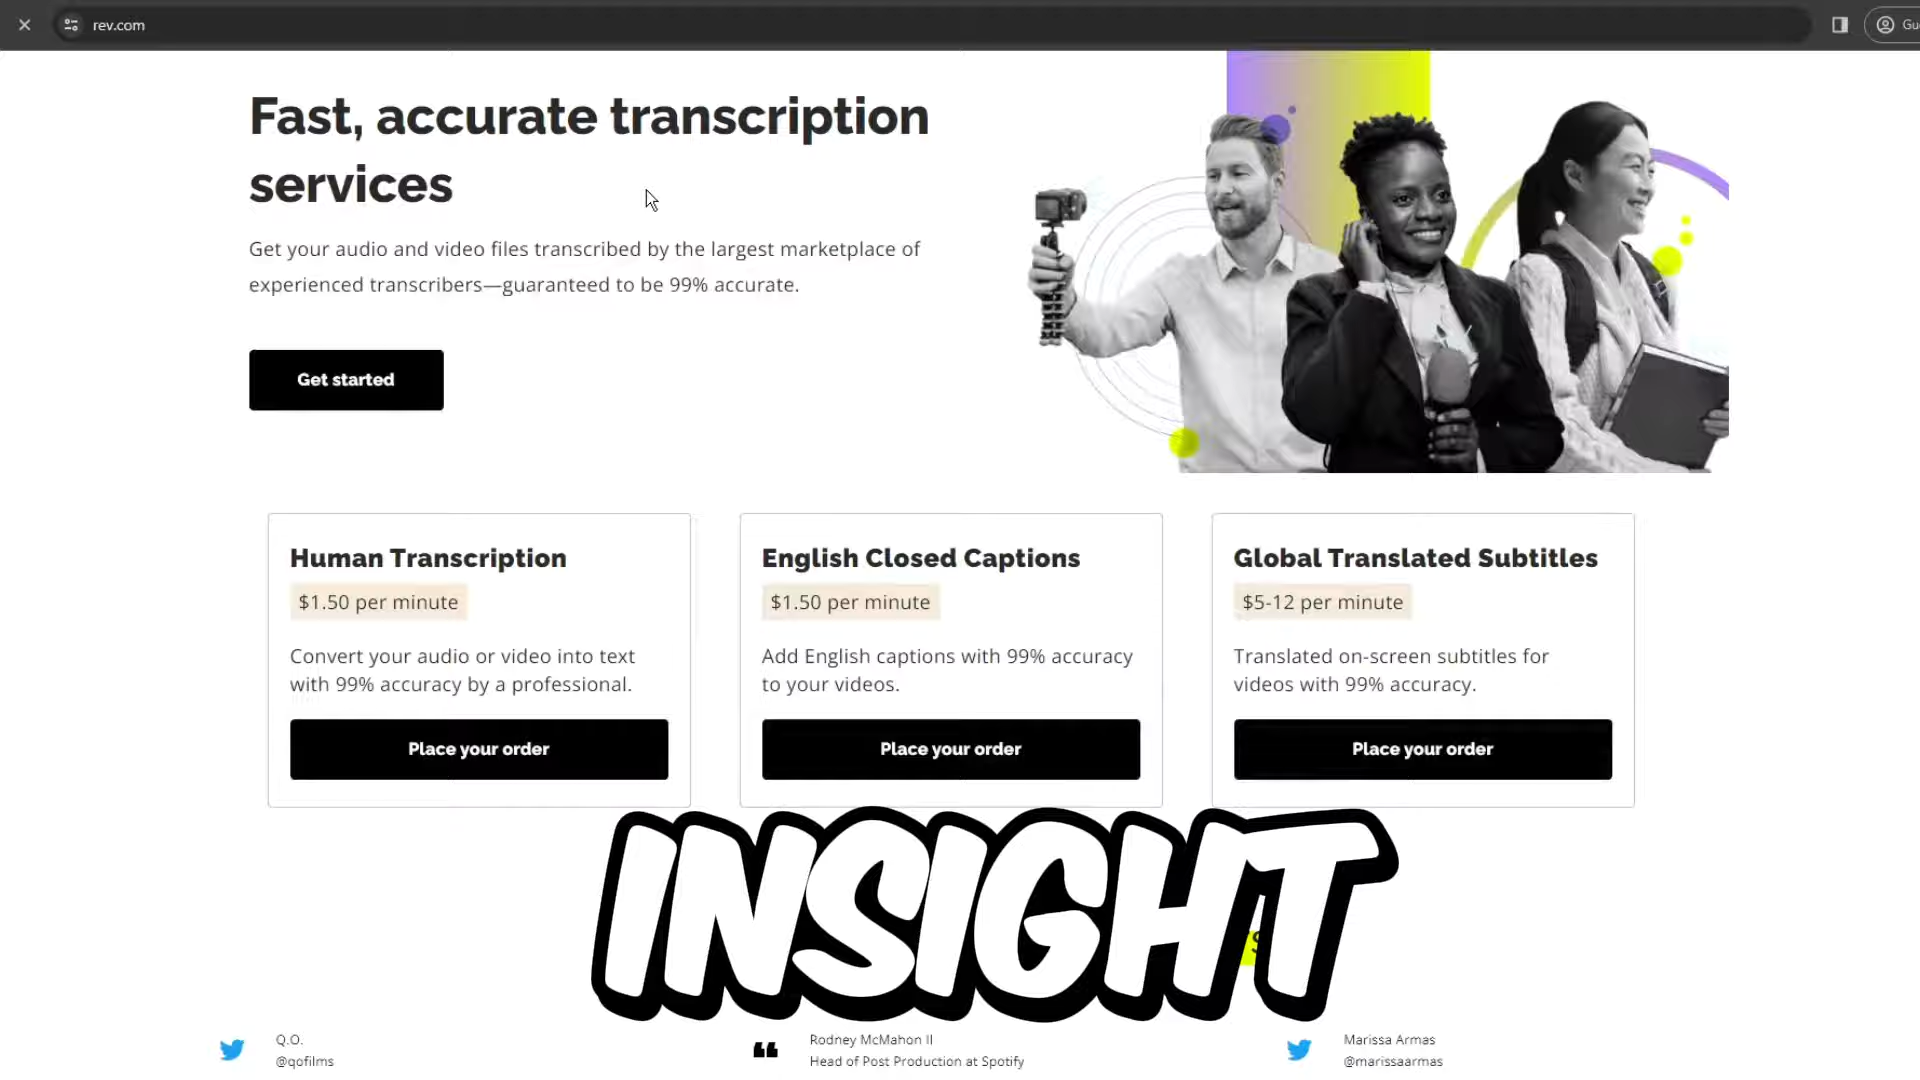 rev.com
Gu
Fast, accurate transcription
services
Get your audio and video files transcribed by the largest marketplace of
experienced transcribers—guaranteed to be 99% accurate.
Get started
Human Transcription
$1.50 per minute
Convert your audio or video into text
with 99% accuracy by a professional.
Place your order
English Closed Captions
$1.50 per minute
Add English captions with 99% accuracy
to your videos.
Place your order
Global Translated Subtitles
$5-12 per minute
Translated on-screen subtitles for
videos with 99% accuracy.
Place your order
INSIGHT
Q.O.
@qofilms
Rodney McMahon II
Head of Post Production at Spotify
Marissa Armas
@marissaarmas